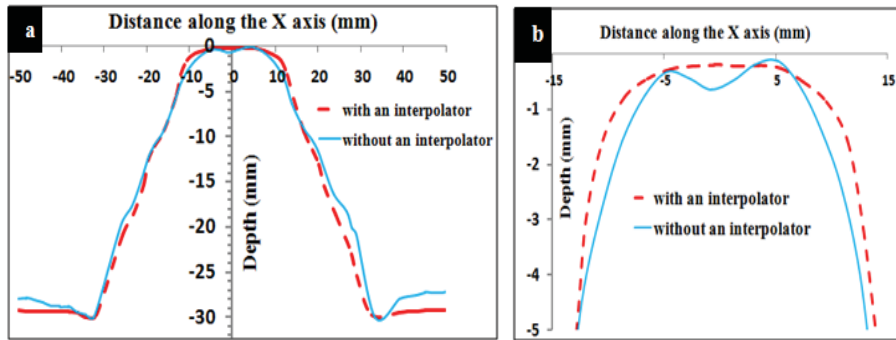 a
Distance along the X axis (mm)
-50 -40 -30 -20 -10 0 10 20 30 40 50
0
-5
-10
-15
-20
-25
-30
Depth (mm)
with an interpolator
without an interpolator
b
Distance along the X axis (mm)
-15 -5 5 15
-1
-2
-3
-4
-5
Depth (mm)
with an interpolator
without an interpolator